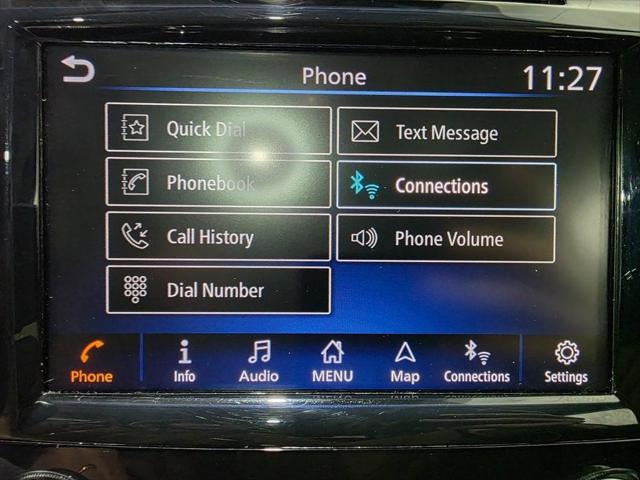 Phone
11:27
Quick Dial
Text Message
Phonebook
Connections
Call History
Phone Volume
Dial Number
Phone
Info
Audio
MENU
Map
Connections
Settings